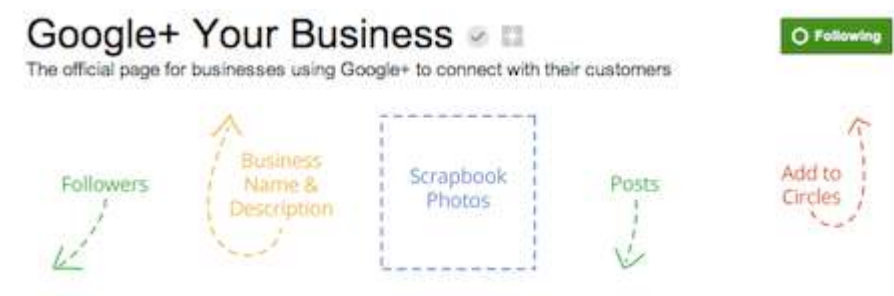 Google+ Your Business
Following
The official page for businesses using Google+ to connect with their customers
Followers
Business
Name &
Description
Scrapbook
Photos
Posts
Add to
Circles